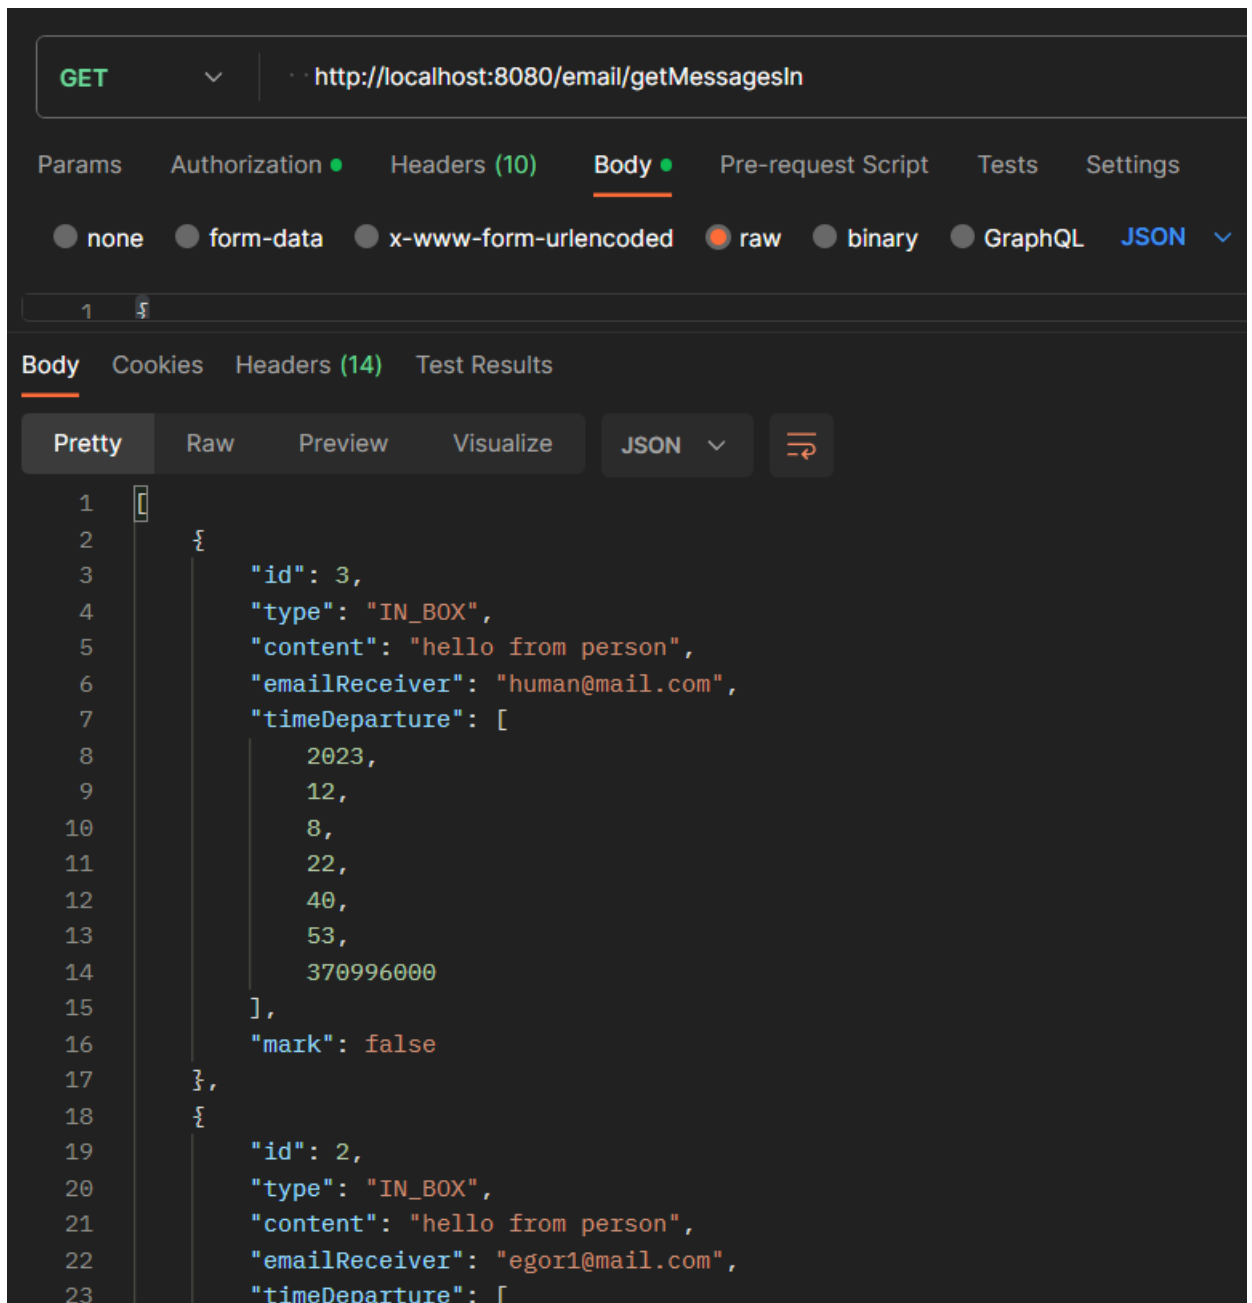 GET http://localhost:8080/email/getMessagesIn
Params Authorization Headers (10) Body Pre-request Script Tests Settings
none form-data x-www-form-urlencoded raw binary GraphQL JSON
1 {
Body Cookies Headers (14) Test Results
Pretty Raw Preview Visualize JSON
1 [
2 {
3 "id": 3,
4 "type": "IN_BOX",
5 "content": "hello from person",
6 "emailReceiver": "human@mail.com",
7 "timeDeparture": [
8 2023,
9 12,
10 8,
11 22,
12 40,
13 53,
14 370996000
15 ],
16 "mark": false
17 },
18 {
19 "id": 2,
20 "type": "IN_BOX",
21 "content": "hello from person",
22 "emailReceiver": "egor1@mail.com",
23 "timeDeparture": [